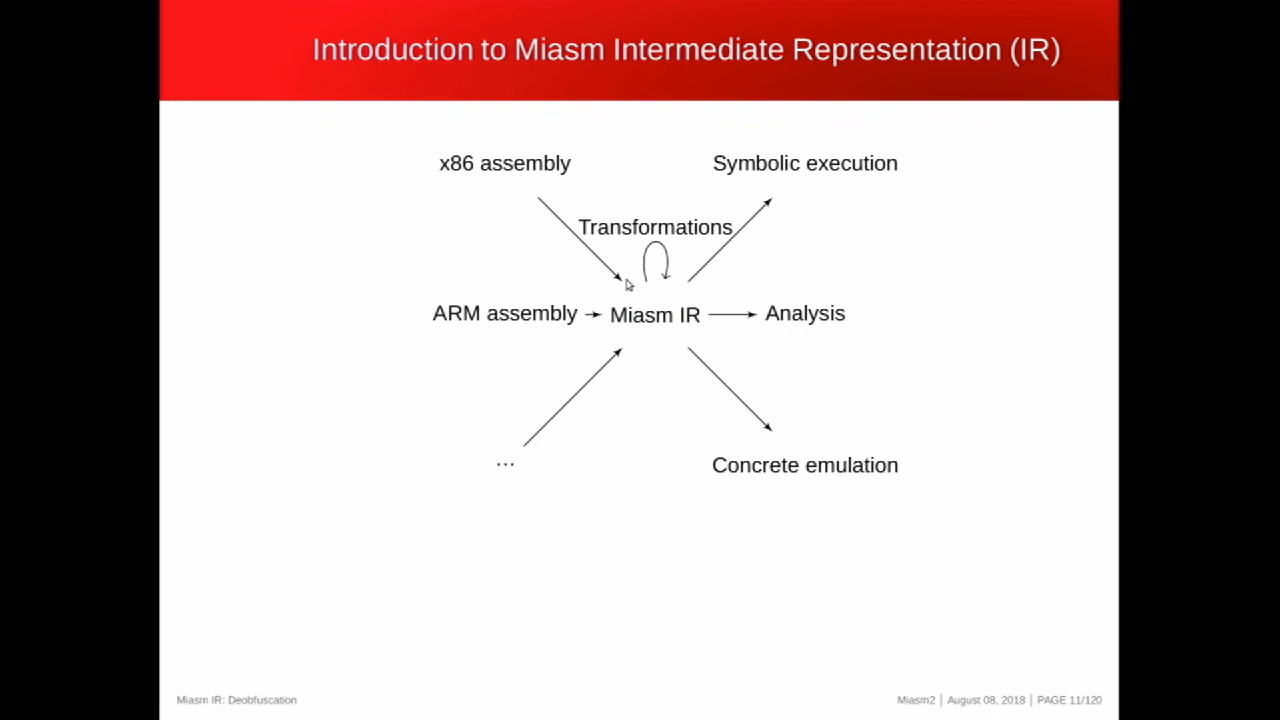 Introduction to Miasm Intermediate Representation (IR)
x86 assembly
Symbolic execution
Transformations
ARM assembly
Miasm IR
Analysis
...
Concrete emulation
Miasm IR: Deobfuscation
Miasm2 | August 08, 2018 | PAGE 11/120